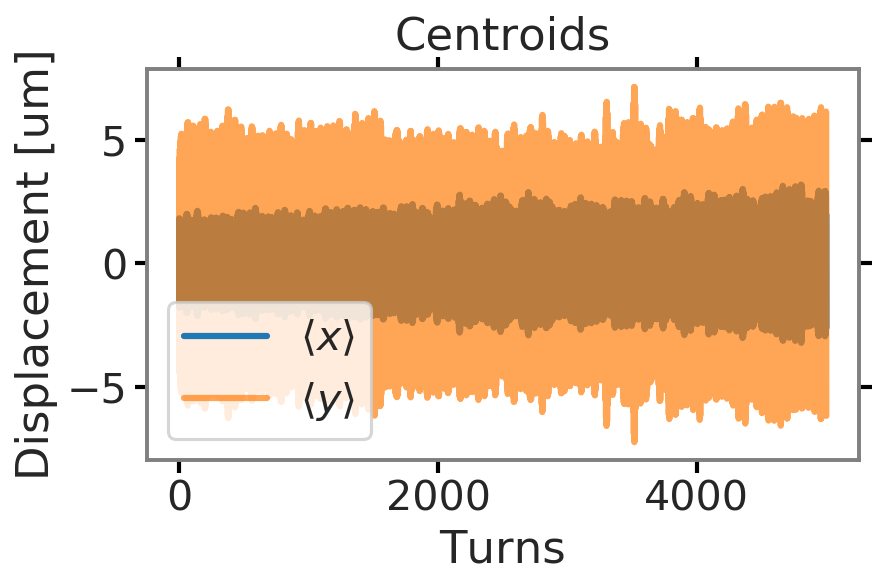 Centroids
Displacement [um]
5
0
−5
⟨x⟩
⟨y⟩
0 2000 4000
Turns